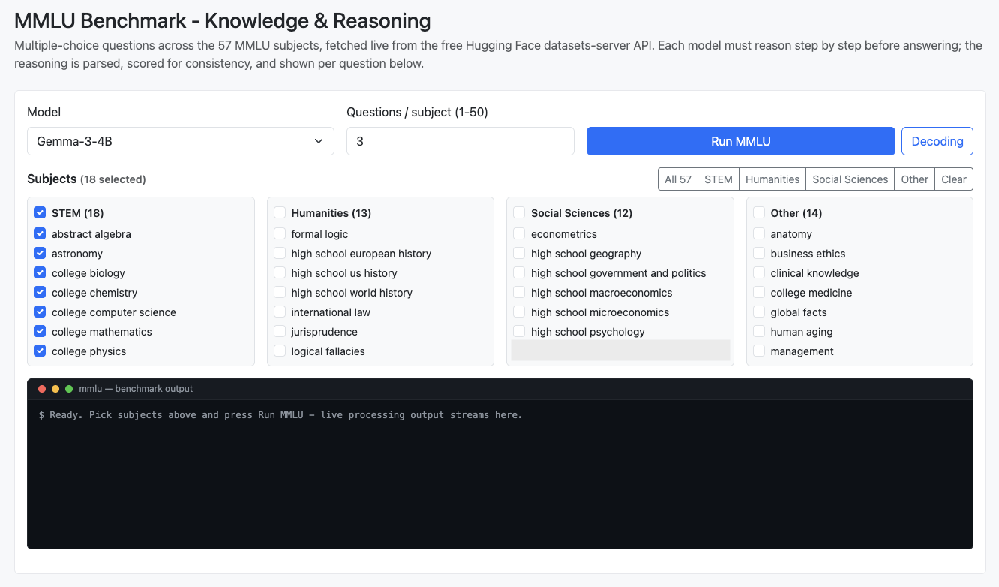 MMLU Benchmark - Knowledge & Reasoning
Multiple-choice questions across the 57 MMLU subjects, fetched live from the free Hugging Face datasets-server API. Each model must reason step by step before answering; the
reasoning is parsed, scored for consistency, and shown per question below.
Model
Questions / subject (1-50)
Gemma-3-4B
3
Run MMLU
Decoding
Subjects (18 selected)
All 57
STEM
Humanities
Social Sciences
Other
Clear
STEM (18)
abstract algebra
astronomy
college biology
college chemistry
college computer science
college mathematics
college physics
Humanities (13)
formal logic
high school european history
high school us history
high school world history
international law
jurisprudence
logical fallacies
Social Sciences (12)
econometrics
high school geography
high school government and politics
high school macroeconomics
high school microeconomics
high school psychology
Other (14)
anatomy
business ethics
clinical knowledge
college medicine
global facts
human aging
management
mmlu — benchmark output
$ Ready. Pick subjects above and press Run MMLU — live processing output streams here.